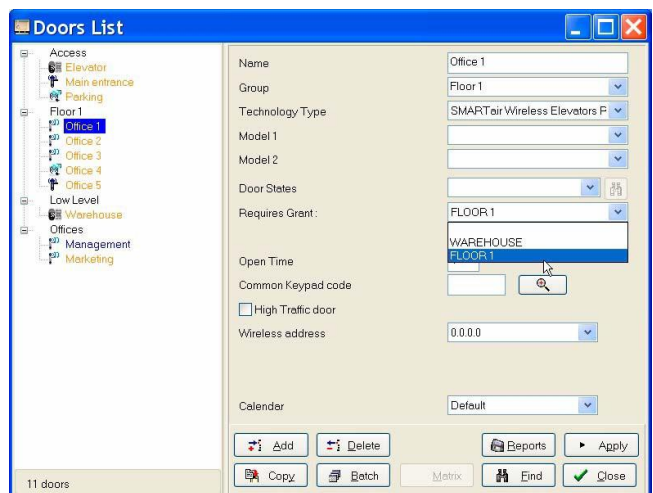 Doors List
Access
Elevator
Main entrance
Parking
Floor 1
Office 1
Office 2
Office 3
Office 4
Office 5
Low Level
Warehouse
Offices
Management
Marketing
11 doors
Name Office 1
Group Floor 1
Technology Type SMARTair Wireless Elevators P
Model 1
Model 2
Door States
Requires Grant : FLOOR 1
WAREHOUSE
FLOOR 1
Open Time
Common Keypad code
High Traffic door
Wireless address 0.0.0.0
Calendar Default
Add Delete Reports Apply
Copy Batch Matrix Find Close